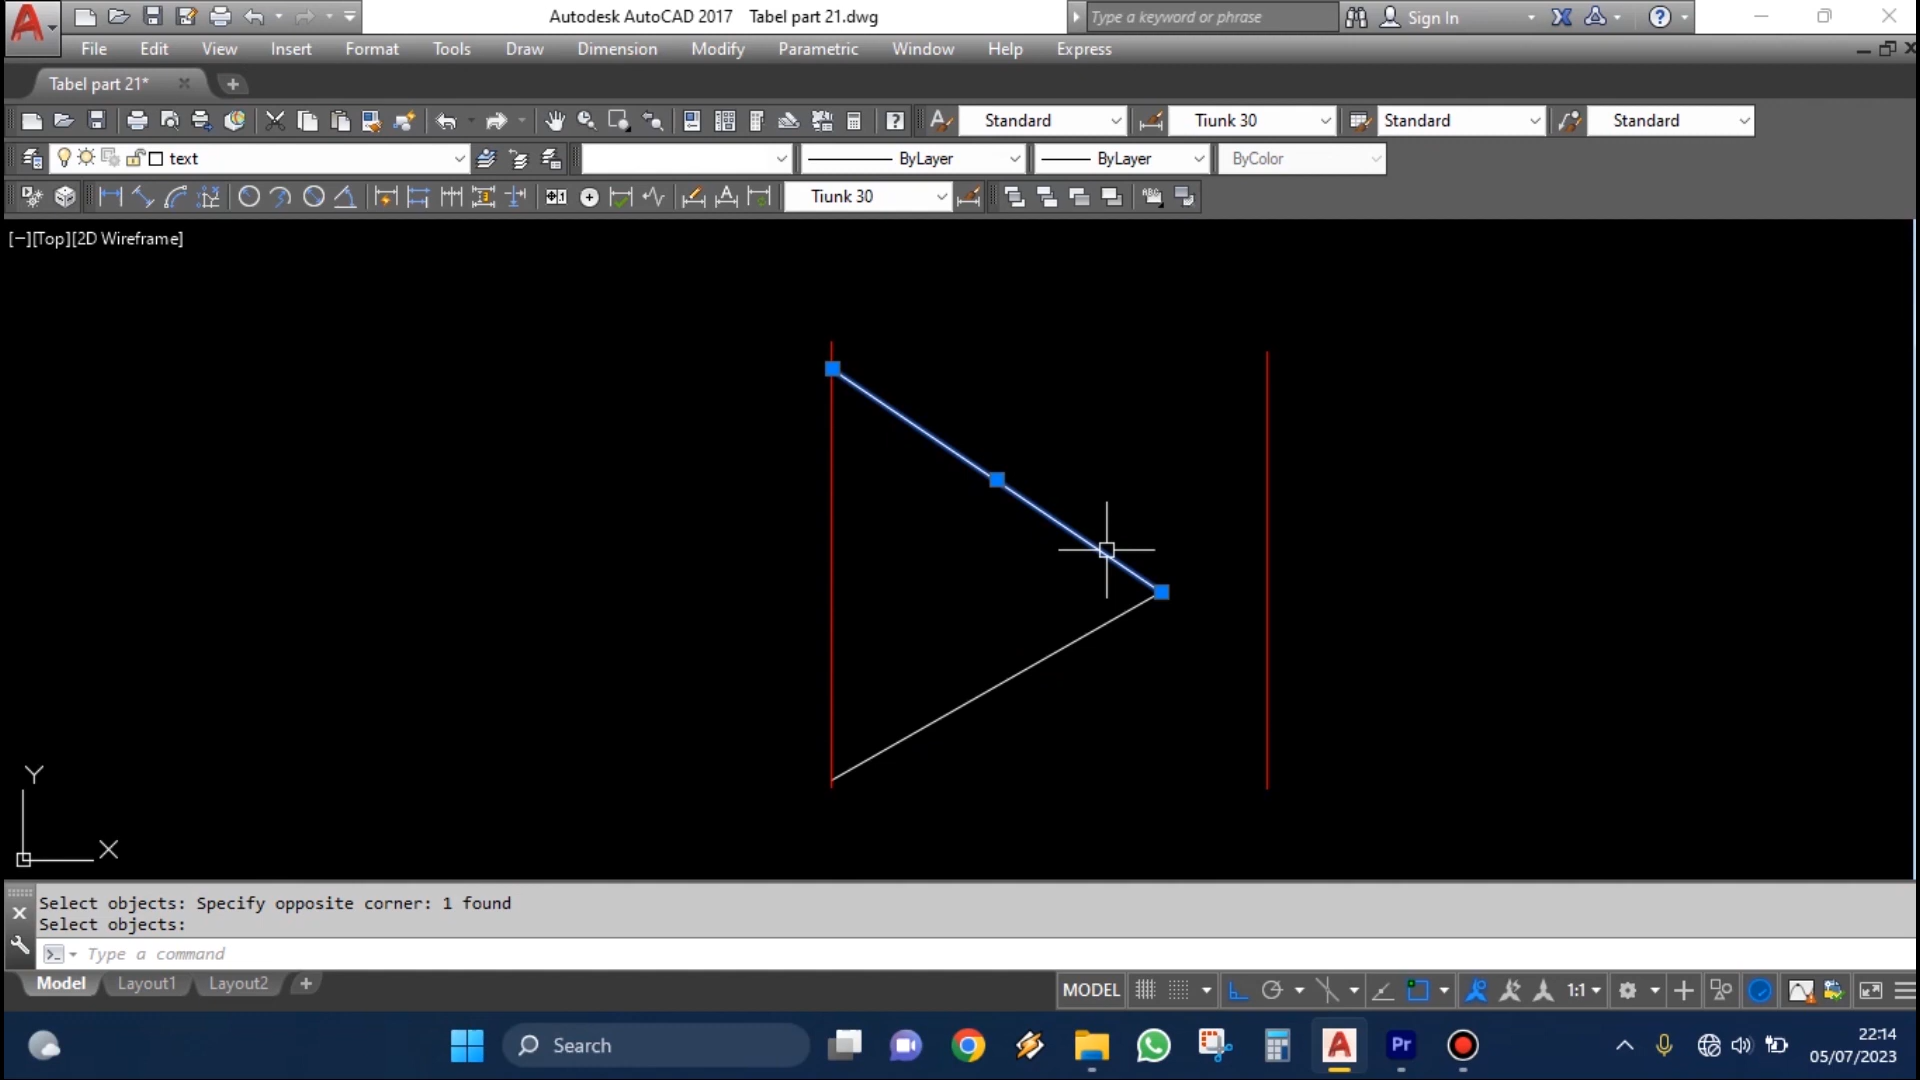 Autodesk AutoCAD 2017 Tabel part 21.dwg
Type a keyword or phrase
Sign In
File Edit View Insert Format Tools Draw Dimension Modify Parametric Window Help Express
Tabel part 21*
Standard Tiunk 30 Standard Standard
text ByLayer ByLayer ByColor
Tiunk 30
[−][Top][2D Wireframe]
Y
X
Select objects: Specify opposite corner: 1 found
Select objects:
Type a command
Model Layout1 Layout2 +
MODEL 1:1
Search
Pr
22:14
05/07/2023